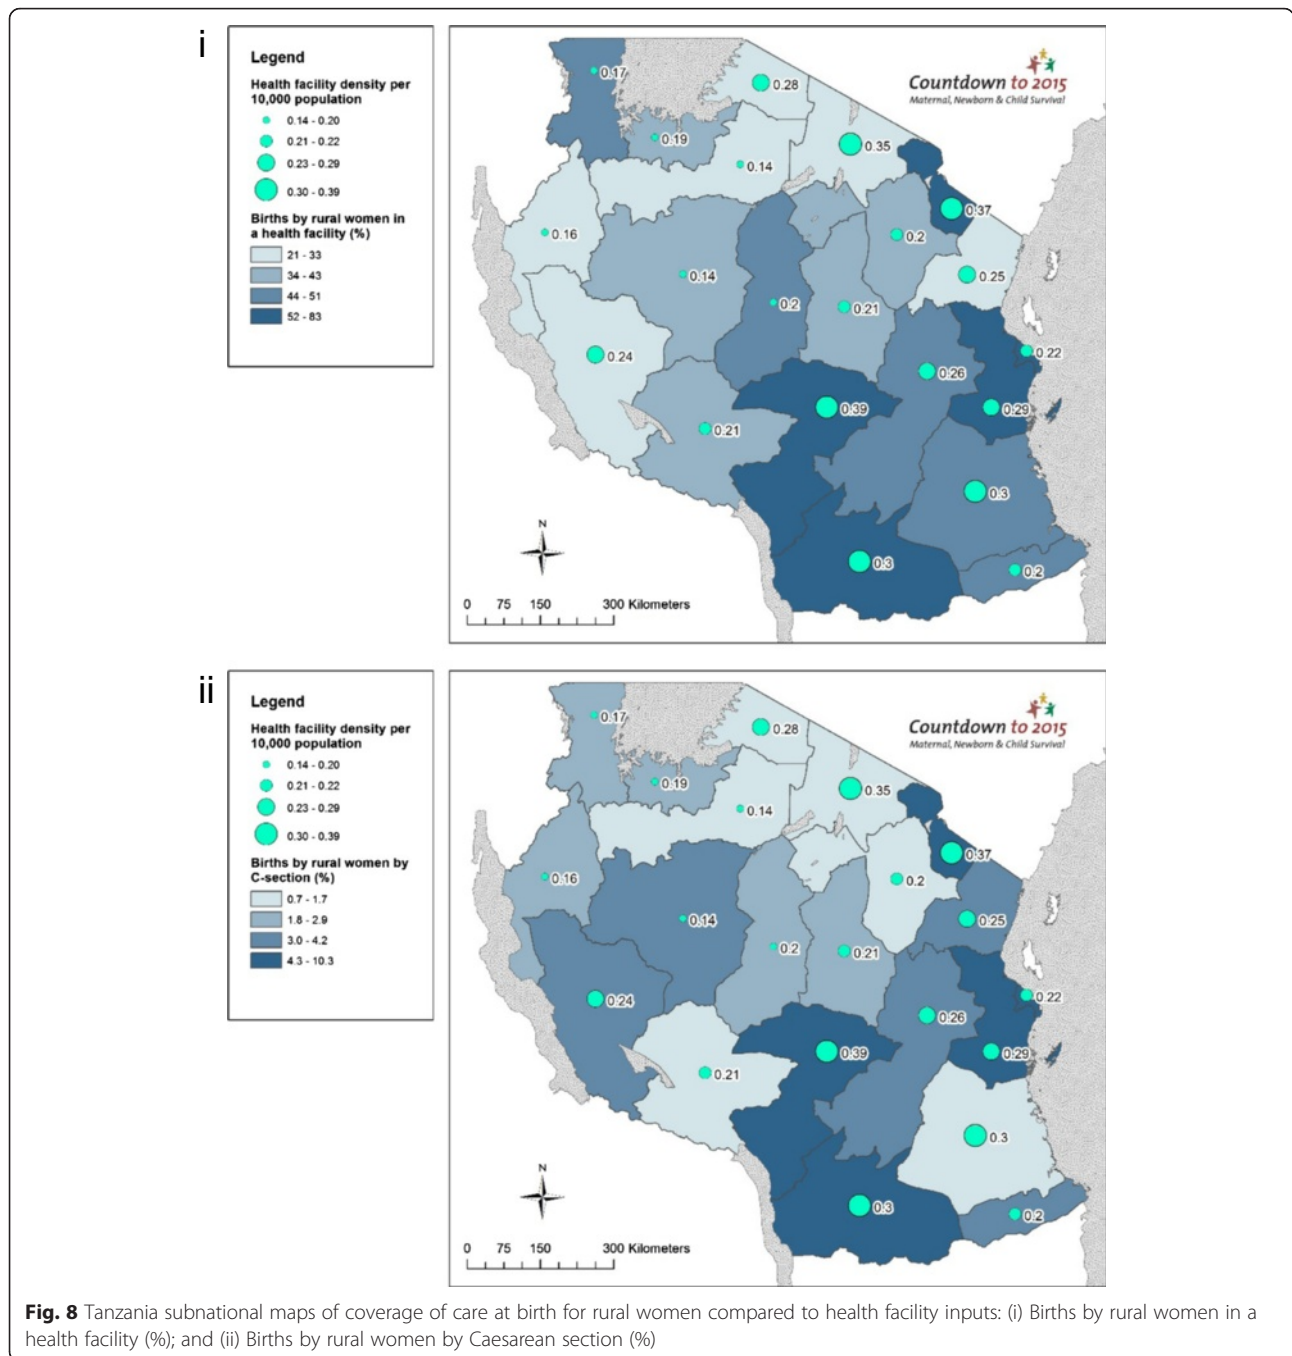 i
Legend
Health facility density per
10,000 population
0.14 - 0.20
0.21 - 0.22
0.23 - 0.29
0.30 - 0.39
Births by rural women in
a health facility (%)
21 - 33
34 - 43
44 - 51
52 - 83
Countdown to 2015
Maternal, Newborn & Child Survival
0.17
0.28
0.19
0.35
0.14
0.37
0.16
0.2
0.14
0.25
0.2
0.21
0.24
0.22
0.26
0.39
0.29
0.21
0.3
0.3
0.2
N
0 75 150 300 Kilometers
ii
Legend
Health facility density per
10,000 population
0.14 - 0.20
0.21 - 0.22
0.23 - 0.29
0.30 - 0.39
Births by rural women by
C-section (%)
0.7 - 1.7
1.8 - 2.9
3.0 - 4.2
4.3 - 10.3
Countdown to 2015
Maternal, Newborn & Child Survival
0.17
0.28
0.19
0.35
0.14
0.37
0.16
0.2
0.14
0.25
0.2
0.21
0.24
0.22
0.26
0.39
0.29
0.21
0.3
0.3
0.2
N
0 75 150 300 Kilometers
Fig. 8 Tanzania subnational maps of coverage of care at birth for rural women compared to health facility inputs: (i) Births by rural women in a
health facility (%); and (ii) Births by rural women by Caesarean section (%)